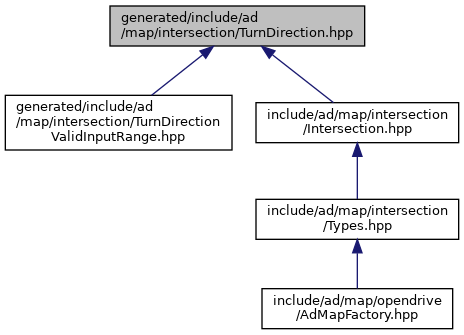 generated/include/ad
/map/intersection/TurnDirection.hpp
generated/include/ad
/map/intersection/TurnDirection
ValidInputRange.hpp
include/ad/map/intersection
/Intersection.hpp
include/ad/map/intersection
/Types.hpp
include/ad/map/opendrive
/AdMapFactory.hpp